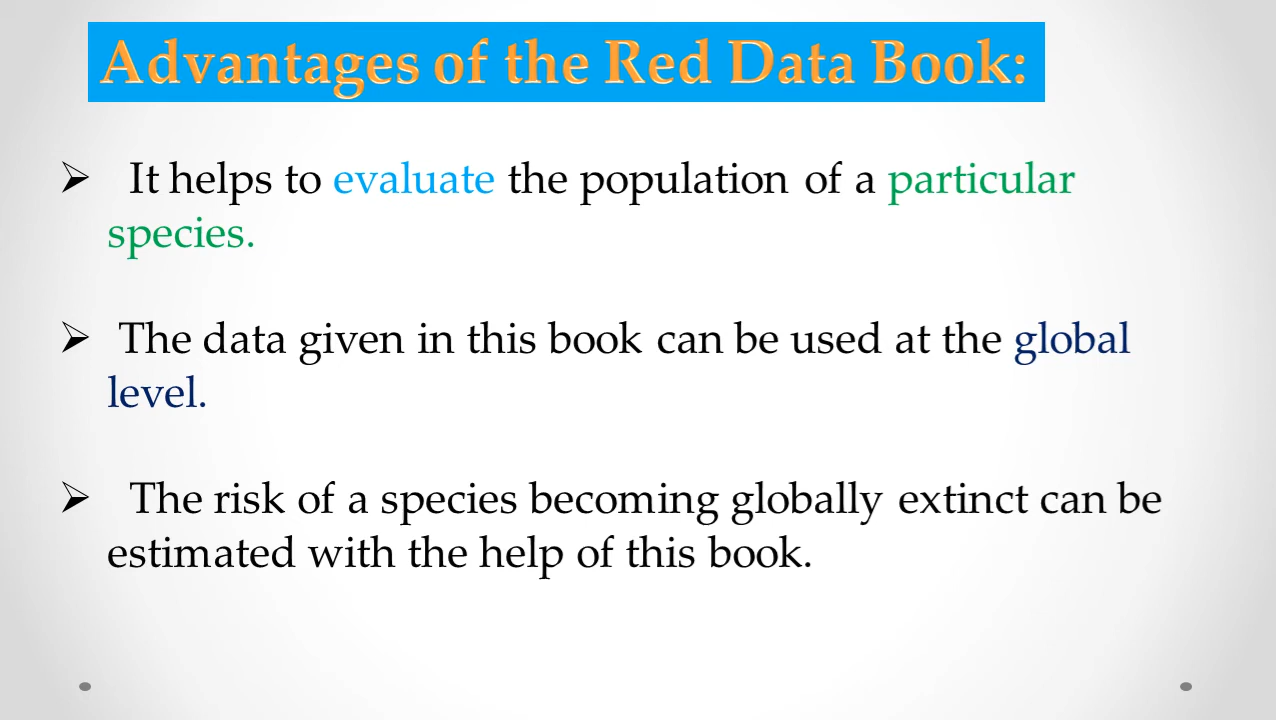 Advantages of the Red Data Book:
➢ It helps to evaluate the population of a particular
species.
➢ The data given in this book can be used at the global
level.
➢ The risk of a species becoming globally extinct can be
estimated with the help of this book.